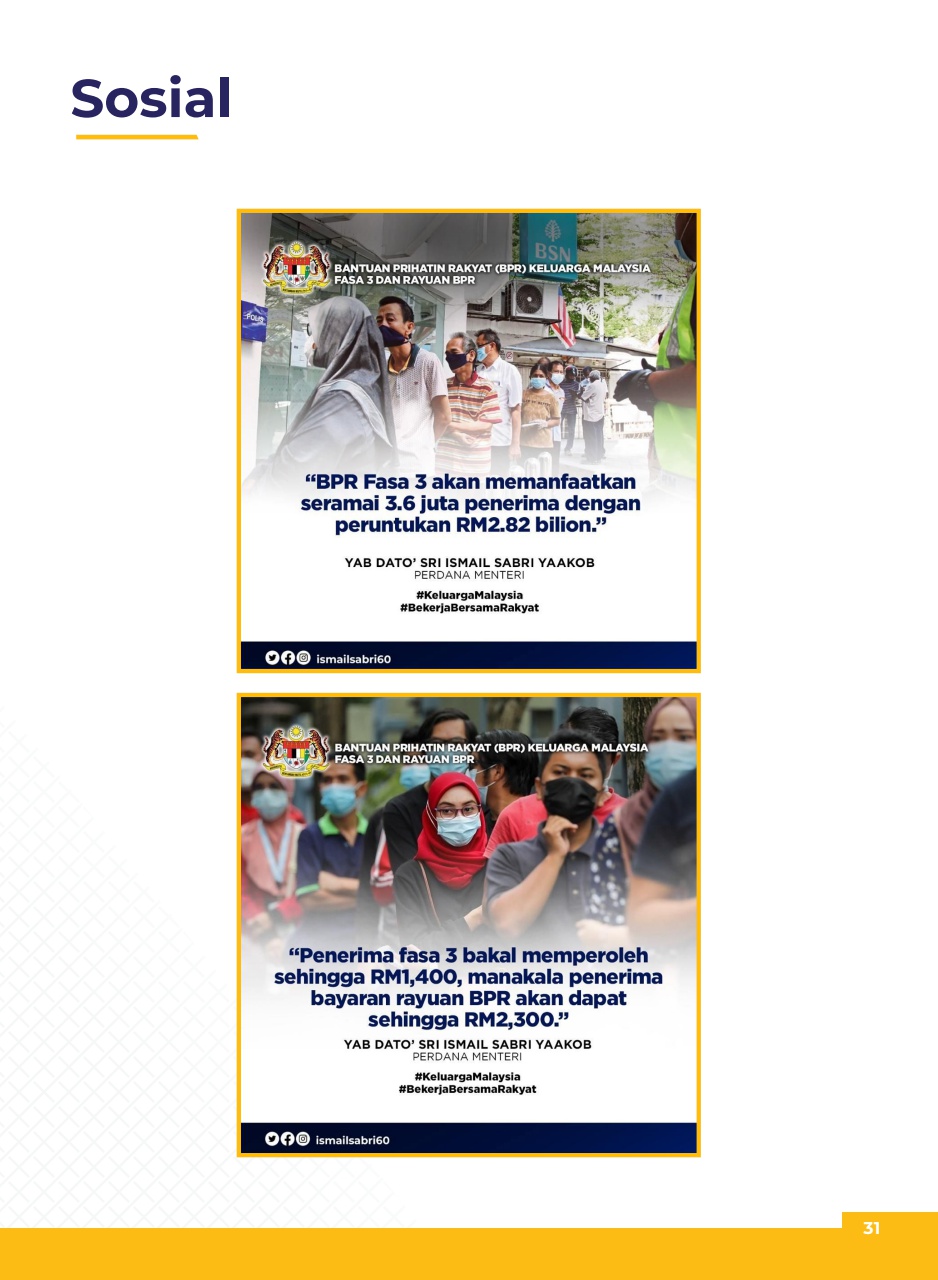 Sosial
BSN
POLIS
BANTUAN PRIHATIN RAKYAT (BPR) KELUARGA MALAYSIA
FASA 3 DAN RAYUAN BPR
“BPR Fasa 3 akan memanfaatkan
seramai 3.6 juta penerima dengan
peruntukan RM2.82 bilion.”
YAB DATO’ SRI ISMAIL SABRI YAAKOB
PERDANA MENTERI
#KeluargaMalaysia
#BekerjaBersamaRakyat
ismailsabri60
BANTUAN PRIHATIN RAKYAT (BPR) KELUARGA MALAYSIA
FASA 3 DAN RAYUAN BPR
“Penerima fasa 3 bakal memperoleh
sehingga RM1,400, manakala penerima
bayaran rayuan BPR akan dapat
sehingga RM2,300.”
YAB DATO’ SRI ISMAIL SABRI YAAKOB
PERDANA MENTERI
#KeluargaMalaysia
#BekerjaBersamaRakyat
ismailsabri60
31